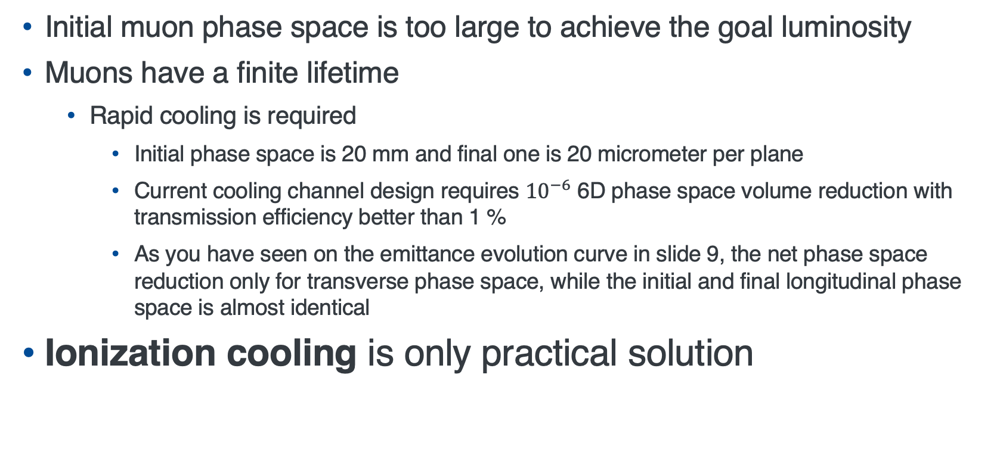 • Initial muon phase space is too large to achieve the goal luminosity
• Muons have a finite lifetime
• Rapid cooling is required
• Initial phase space is 20 mm and final one is 20 micrometer per plane
• Current cooling channel design requires 10⁻⁶ 6D phase space volume reduction with
transmission efficiency better than 1 %
• As you have seen on the emittance evolution curve in slide 9, the net phase space
reduction only for transverse phase space, while the initial and final longitudinal phase
space is almost identical
• Ionization cooling is only practical solution